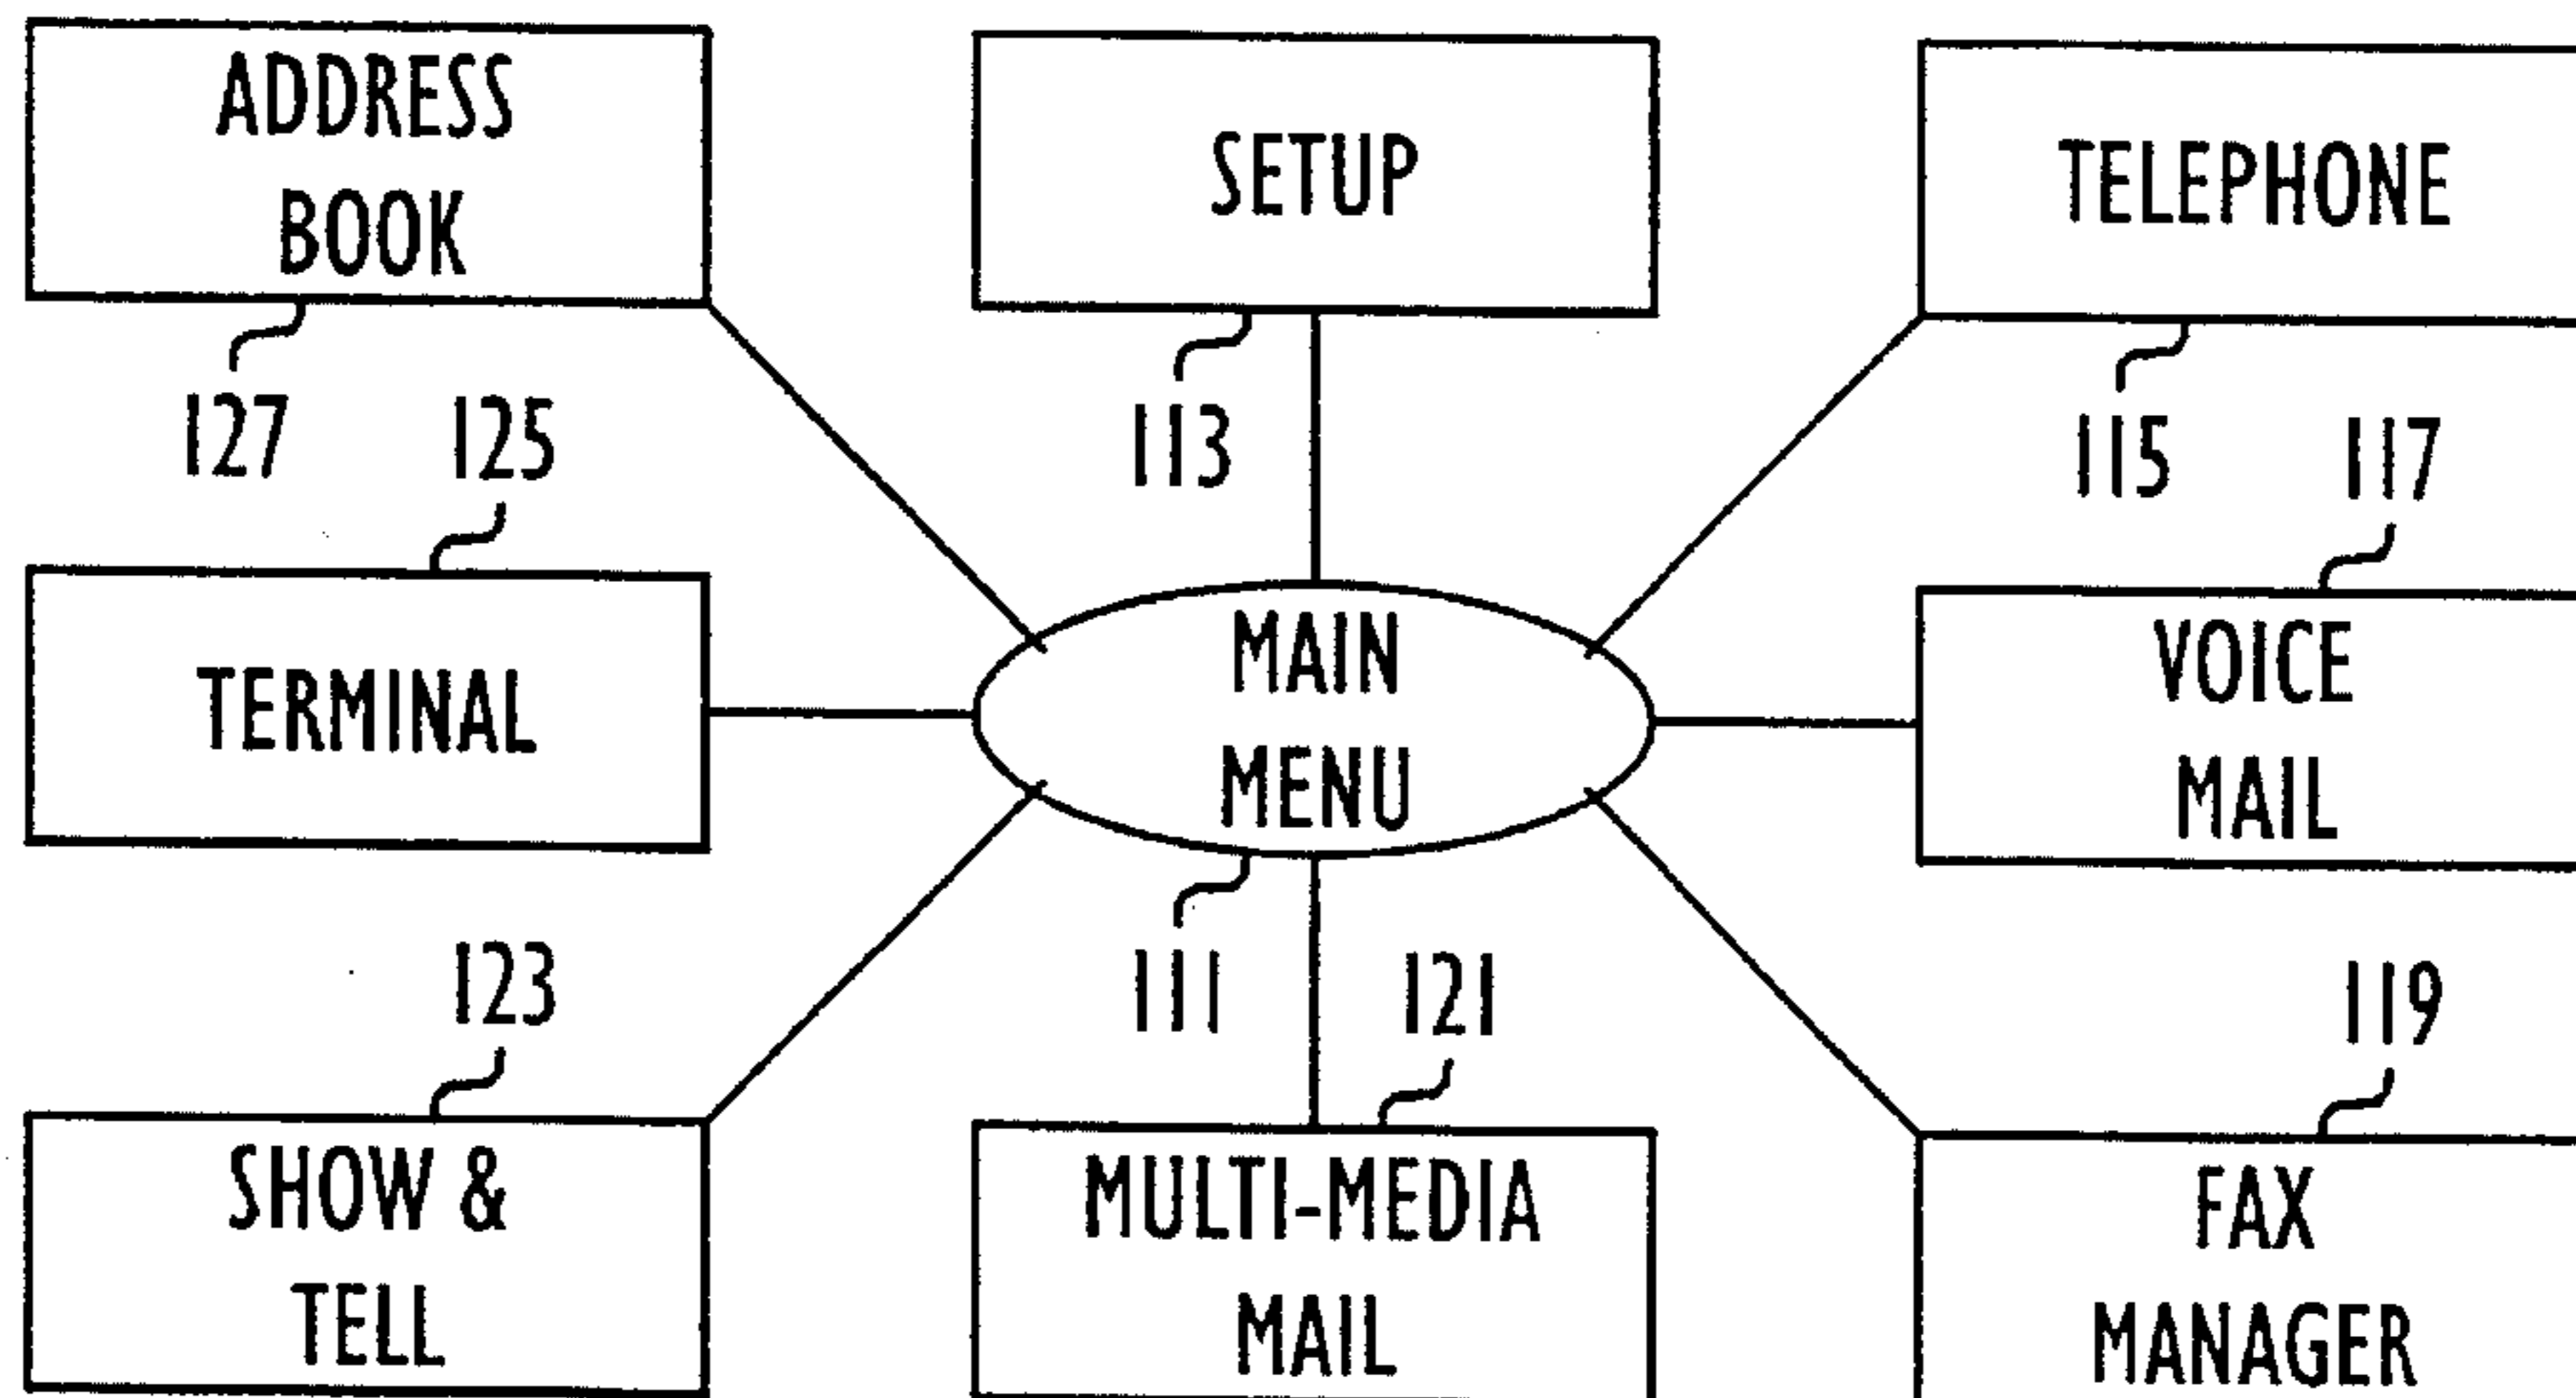 ADDRESS
BOOK
127
SETUP
113
TELEPHONE
115
125
TERMINAL
MAIN
MENU
111
117
VOICE
MAIL
123
SHOW &
TELL
121
MULTI-MEDIA
MAIL
119
FAX
MANAGER